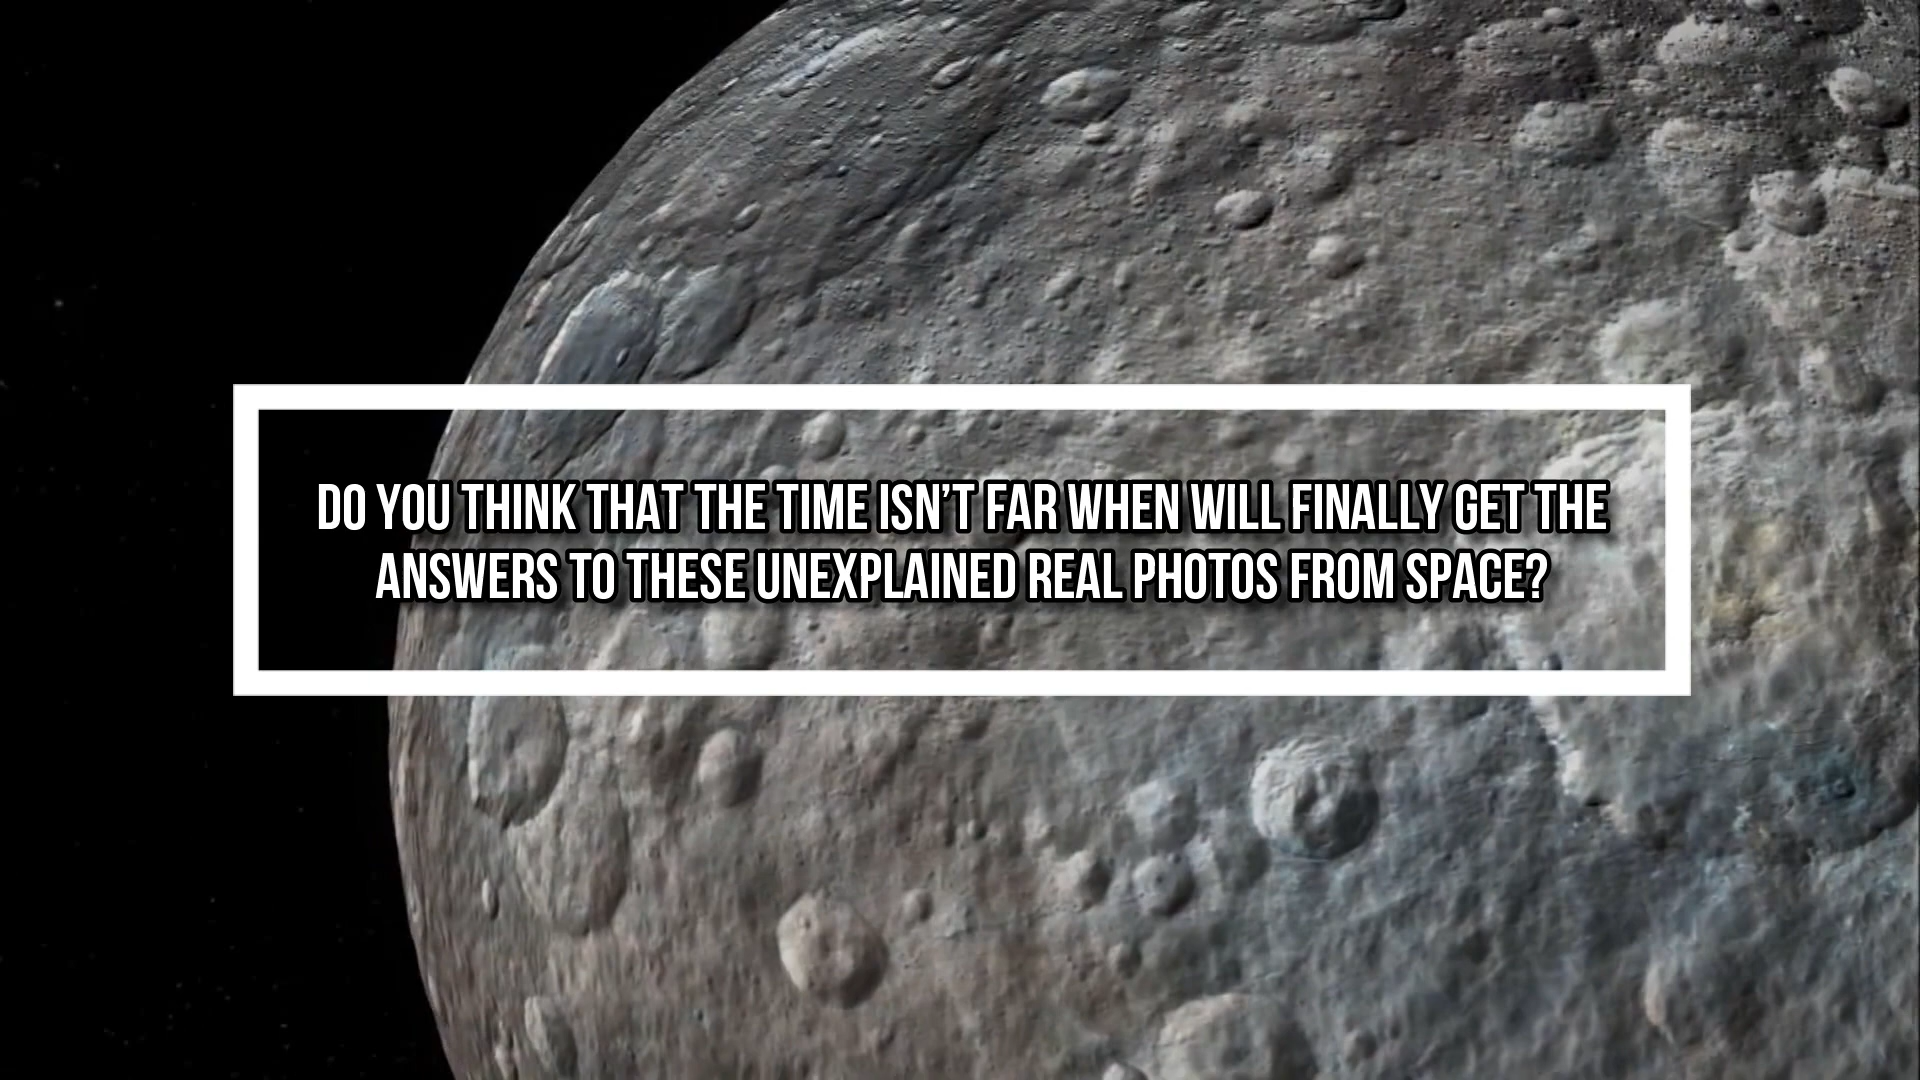 DO YOU THINK THAT THE TIME ISN'T FAR WHEN WILL FINALLY GET THE
ANSWERS TO THESE UNEXPLAINED REAL PHOTOS FROM SPACE?